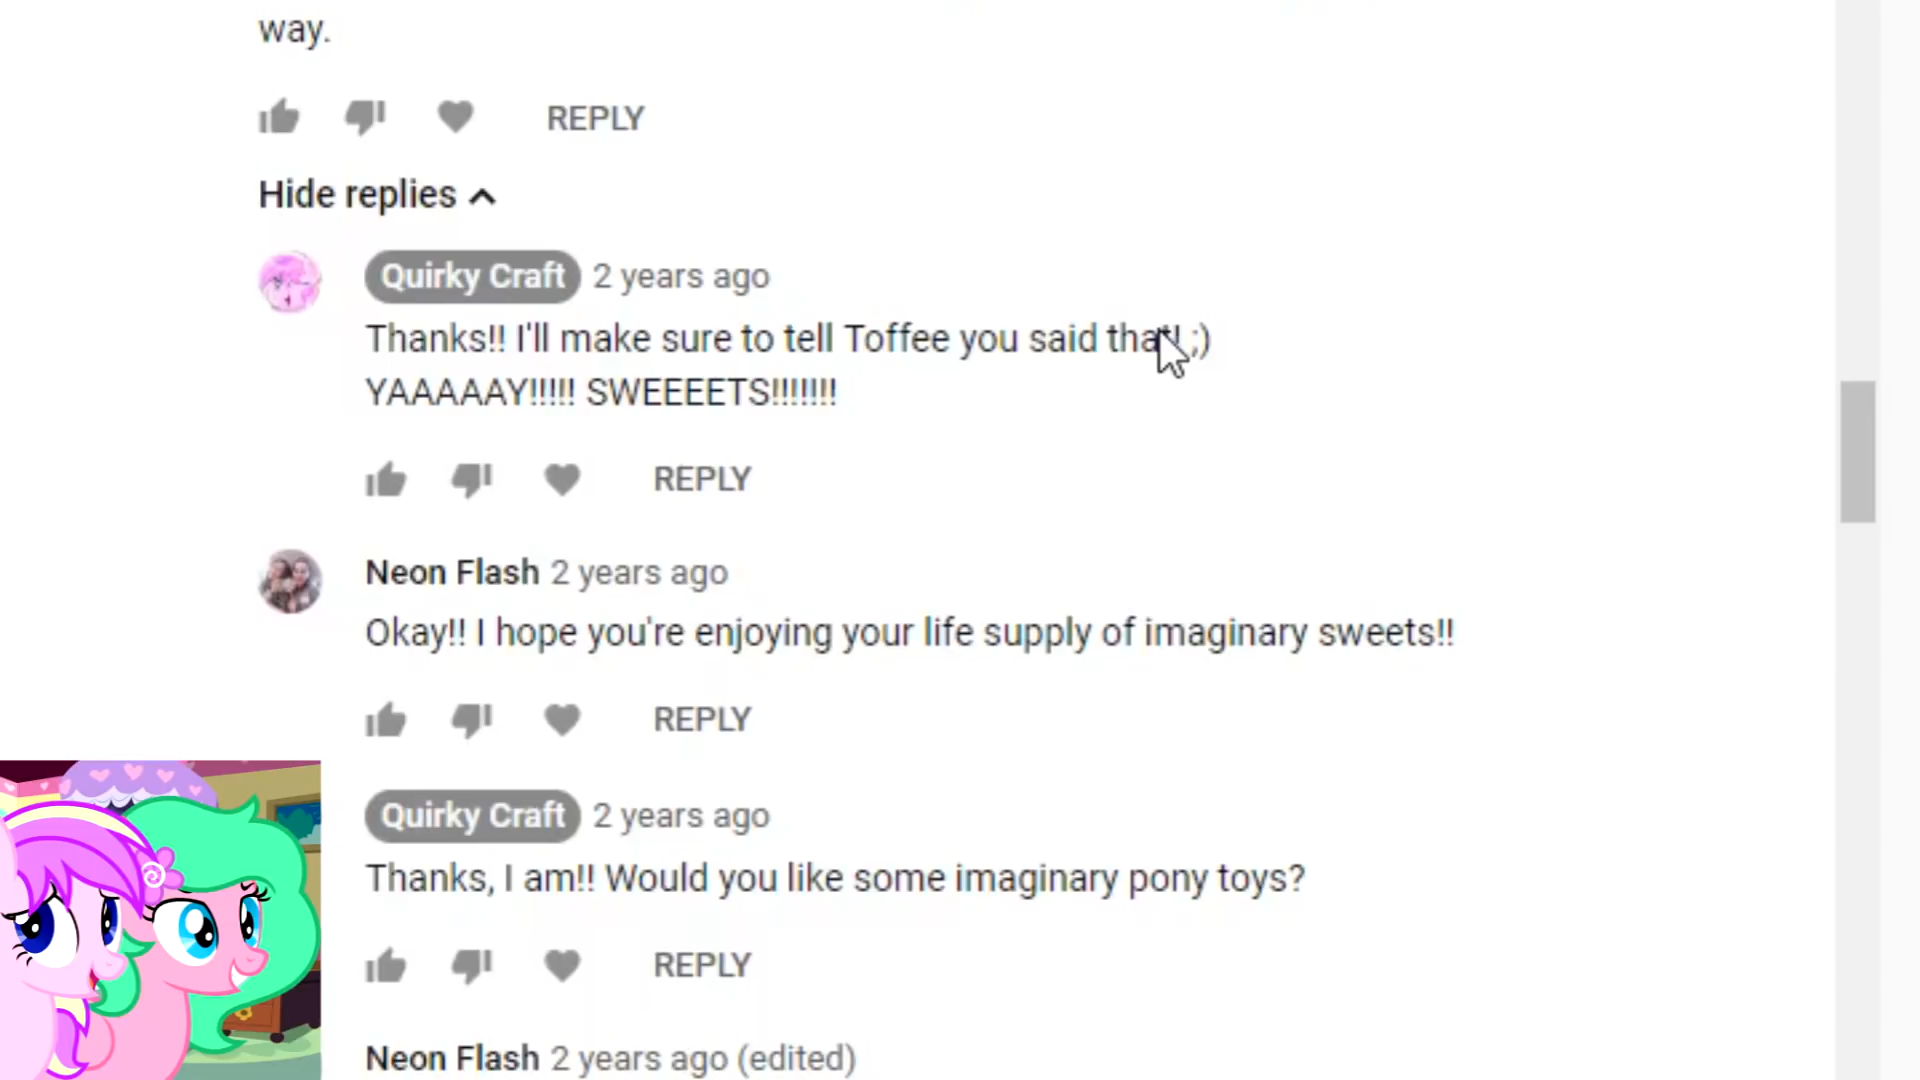 way.
REPLY
Hide replies
Quirky Craft 2 years ago
Thanks!! I'll make sure to tell Toffee you said that! ;)
YAAAAAY!!!!! SWEEEETS!!!!!!!
REPLY
Neon Flash 2 years ago
Okay!! I hope you're enjoying your life supply of imaginary sweets!!
REPLY
Quirky Craft 2 years ago
Thanks, I am!! Would you like some imaginary pony toys?
REPLY
Neon Flash 2 years ago (edited)